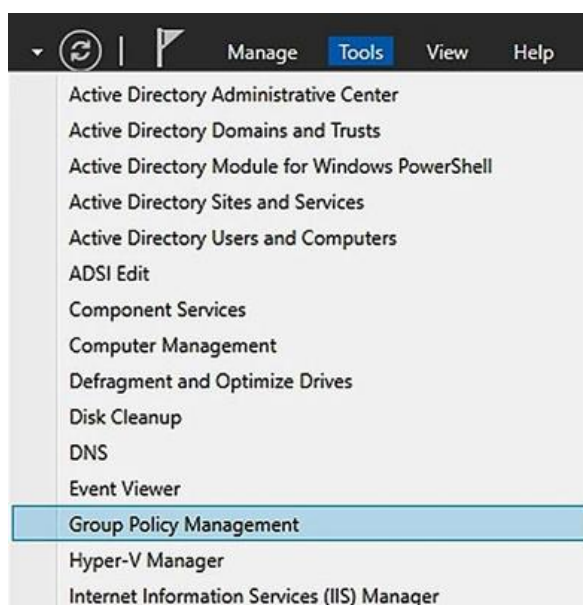 Manage Tools View Help
Active Directory Administrative Center
Active Directory Domains and Trusts
Active Directory Module for Windows PowerShell
Active Directory Sites and Services
Active Directory Users and Computers
ADSI Edit
Component Services
Computer Management
Defragment and Optimize Drives
Disk Cleanup
DNS
Event Viewer
Group Policy Management
Hyper-V Manager
Internet Information Services (IIS) Manager